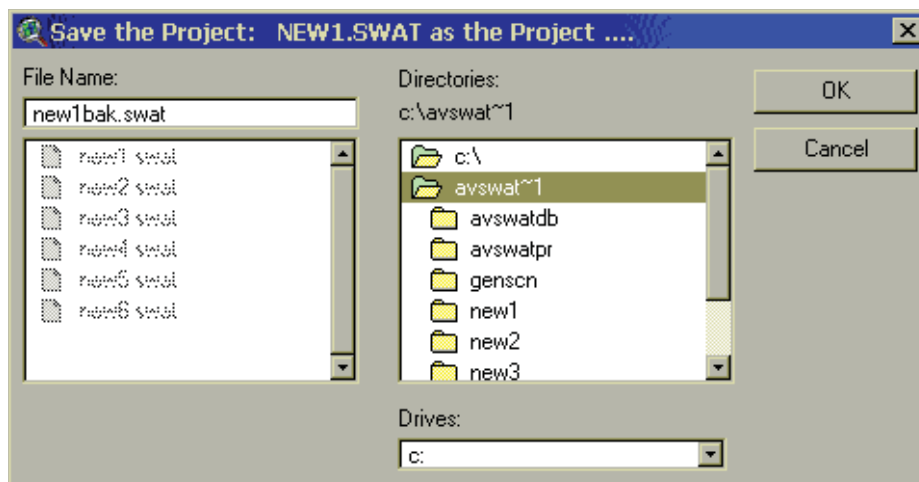 Save the Project: NEW1.SWAT as the Project ....
File Name:
new1bak.swat
new1 swat
new2 swat
new3 swat
new4 swat
new5 swat
new6 swat
Directories:
c:\avswat~1
c:\
avswat~1
avswatdb
avswatpr
genscn
new1
new2
new3
Drives:
c:
OK
Cancel